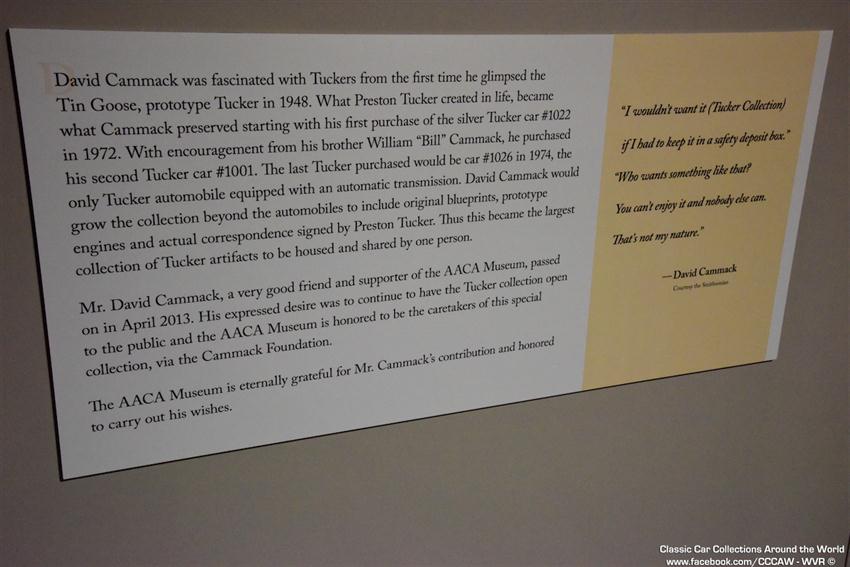 David Cammack was fascinated with Tuckers from the first time he glimpsed the
Tin Goose, prototype Tucker in 1948. What Preston Tucker created in life, became
what Cammack preserved starting with his first purchase of the silver Tucker car #1022
in 1972. With encouragement from his brother William “Bill” Cammack, he purchased
his second Tucker car #1001. The last Tucker purchased would be car #1026 in 1974, the
only Tucker automobile equipped with an automatic transmission. David Cammack would
grow the collection beyond the automobiles to include original blueprints, prototype
engines and actual correspondence signed by Preston Tucker. Thus this became the largest
collection of Tucker artifacts to be housed and shared by one person.
Mr. David Cammack, a very good friend and supporter of the AACA Museum, passed
on in April 2013. His expressed desire was to continue to have the Tucker collection open
to the public and the AACA Museum is honored to be the caretakers of this special
collection, via the Cammack Foundation.
The AACA Museum is eternally grateful for Mr. Cammack’s contribution and honored
to carry out his wishes.
“I wouldn’t want it (Tucker Collection)
if I had to keep it in a safety deposit box.”
“Who wants something like that?
You can’t enjoy it and nobody else can.
That’s not my nature.”
—David Cammack
Courtesy the Smithsonian
Classic Car Collections Around the World
www.facebook.com/CCCAW - WVR ©